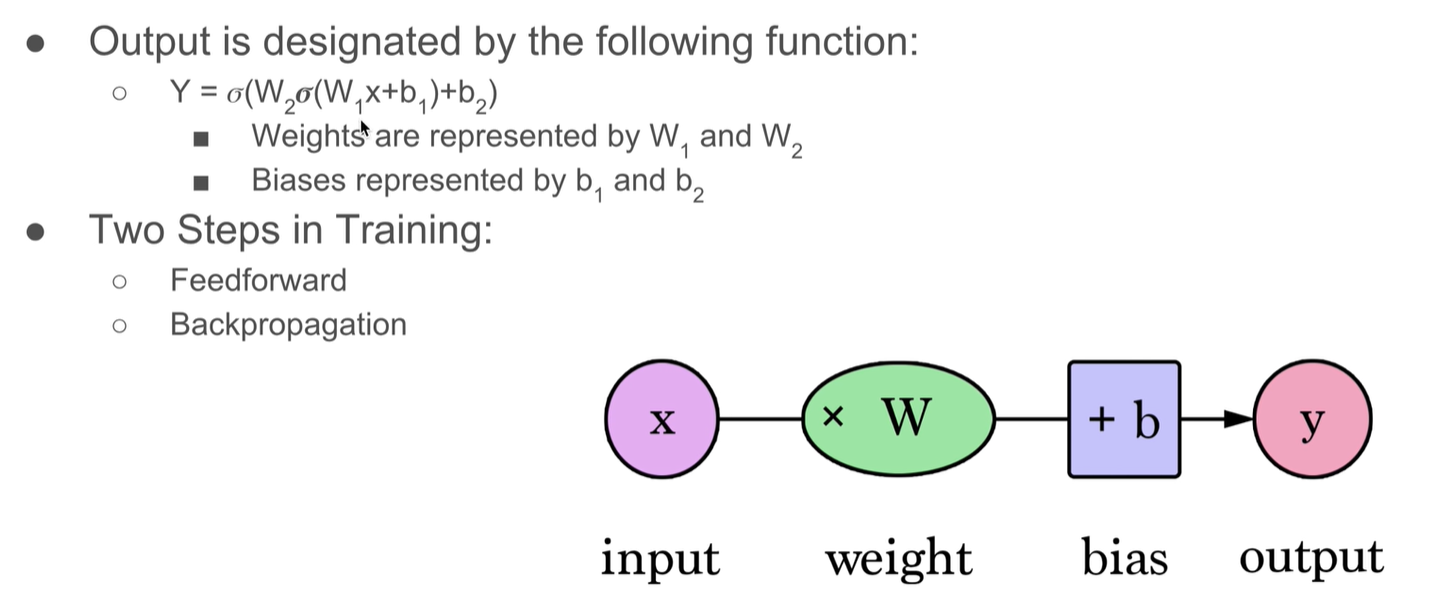 ● Output is designated by the following function:
○ Y = σ(W₂σ(W₁x+b₁)+b₂)
■ Weights are represented by W₁ and W₂
■ Biases represented by b₁ and b₂
● Two Steps in Training:
○ Feedforward
○ Backpropagation
x × W + b y
input weight bias output